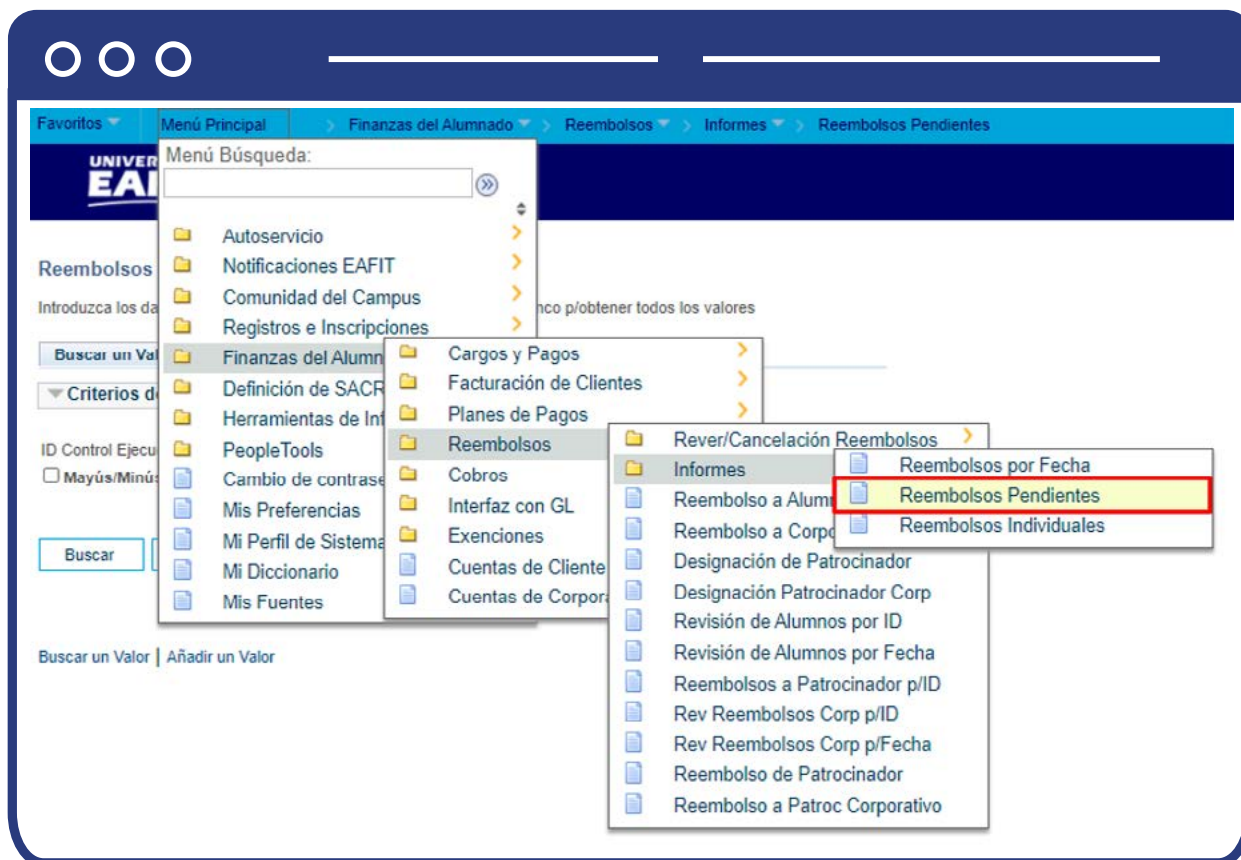 Favoritos Menú Principal > Finanzas del Alumnado > Reembolsos > Informes > Reembolsos Pendientes
Menú Búsqueda:
Autoservicio
Notificaciones EAFIT
Comunidad del Campus
Registros e Inscripciones
Finanzas del Alumn
Definición de SACR
Herramientas de Inf
PeopleTools
Cambio de contrase
Mis Preferencias
Mi Perfil de Sistema
Mi Diccionario
Mis Fuentes
Cargos y Pagos
Facturación de Clientes
Planes de Pagos
Reembolsos
Cobros
Interfaz con GL
Exenciones
Cuentas de Cliente
Cuentas de Corpora
Rever/Cancelación Reembolsos
Informes
Reembolso a Alumn
Reembolso a Corpo
Designación de Patrocinador
Designación Patrocinador Corp
Revisión de Alumnos por ID
Revisión de Alumnos por Fecha
Reembolsos a Patrocinador p/ID
Rev Reembolsos Corp p/ID
Rev Reembolsos Corp p/Fecha
Reembolso de Patrocinador
Reembolso a Patroc Corporativo
Reembolsos por Fecha
Reembolsos Pendientes
Reembolsos Individuales
UNIVER
EAI
Reembolsos
Introduzca los da nco p/obtener todos los valores
Buscar un Val
Criterios d
ID Control Ejecu
Mayús/Minús
Buscar
Buscar un Valor | Añadir un Valor